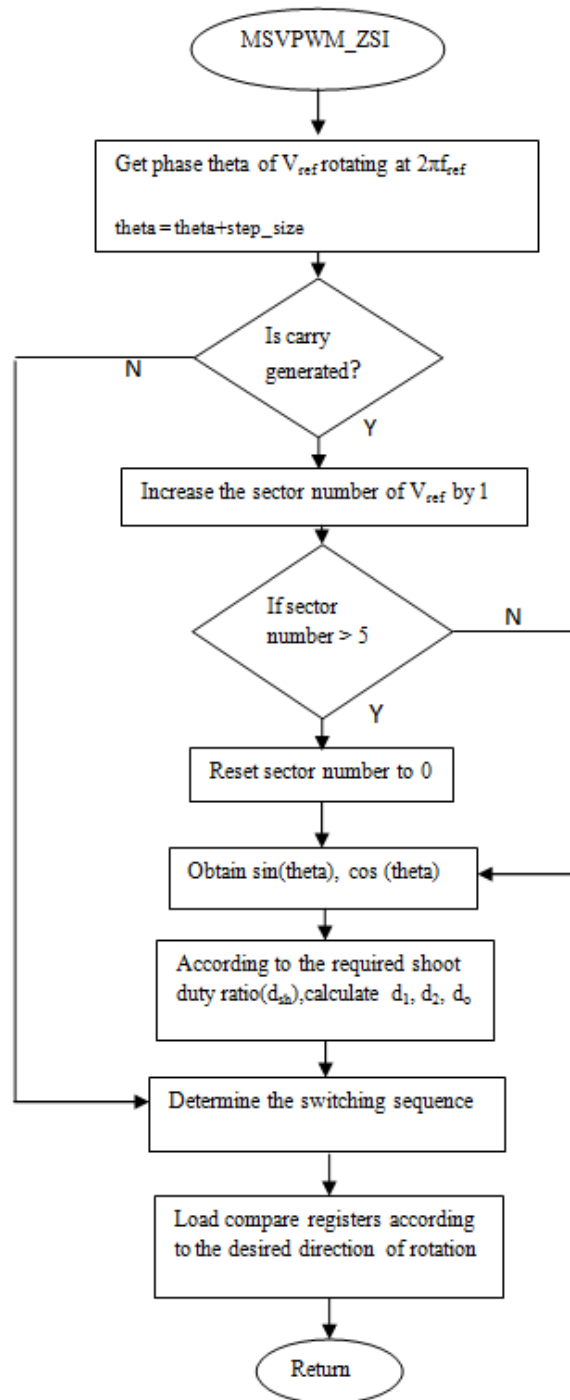 MSVPWM_ZSI
Get phase theta of Vref rotating at 2πfref
theta = theta+step_size
Is carry
generated?
N
Y
Increase the sector number of Vref by 1
If sector
number > 5
N
Y
Reset sector number to 0
Obtain sin(theta), cos (theta)
According to the required shoot
duty ratio(dsh),calculate d1, d2, do
Determine the switching sequence
Load compare registers according
to the desired direction of rotation
Return